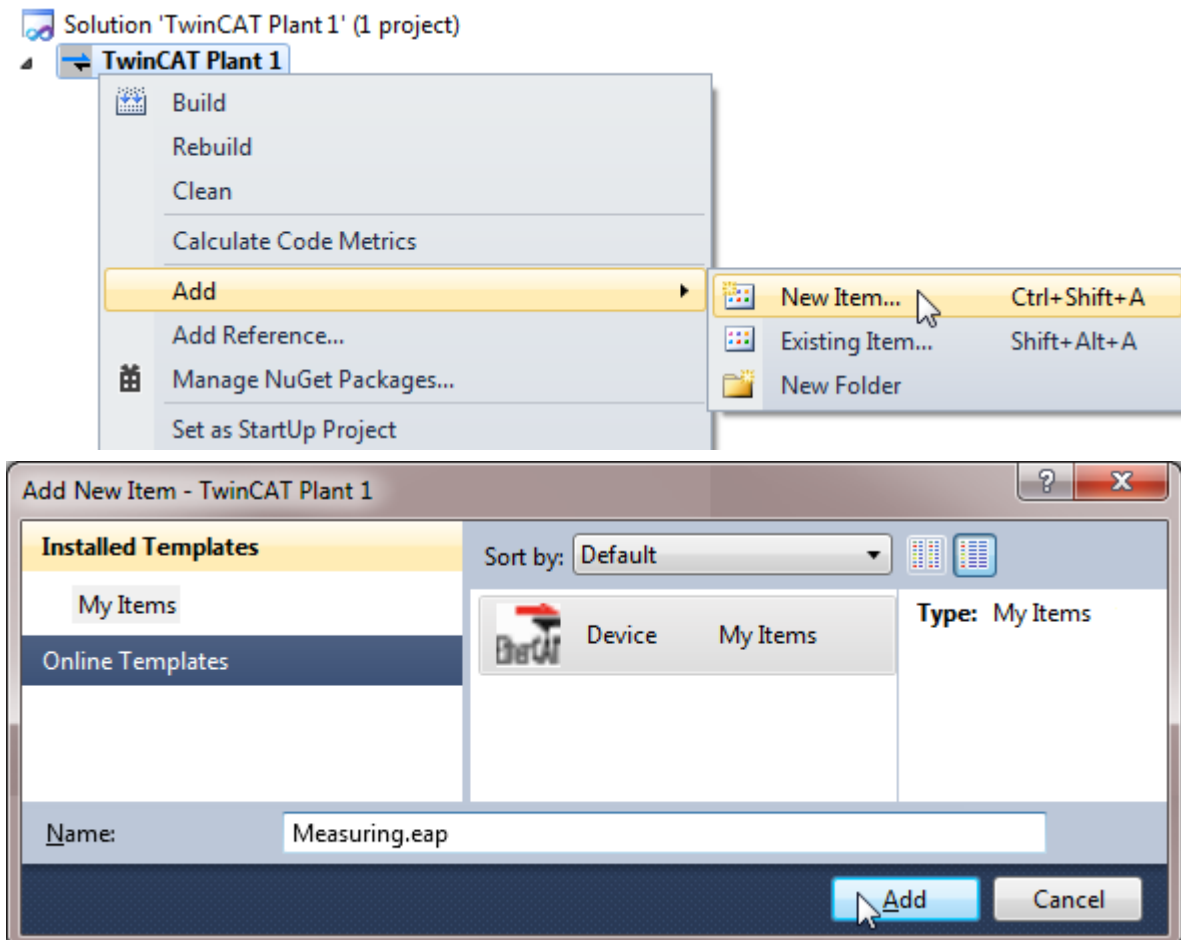 Solution 'TwinCAT Plant 1' (1 project)
TwinCAT Plant 1
Build
Rebuild
Clean
Calculate Code Metrics
Add
New Item... Ctrl+Shift+A
Add Reference...
Existing Item... Shift+Alt+A
Manage NuGet Packages...
New Folder
Set as StartUp Project
Add New Item - TwinCAT Plant 1
?
x
Installed Templates
Sort by: Default
My Items
EtherCAT
Device My Items
Type: My Items
Online Templates
Name: Measuring.eap
Add Cancel